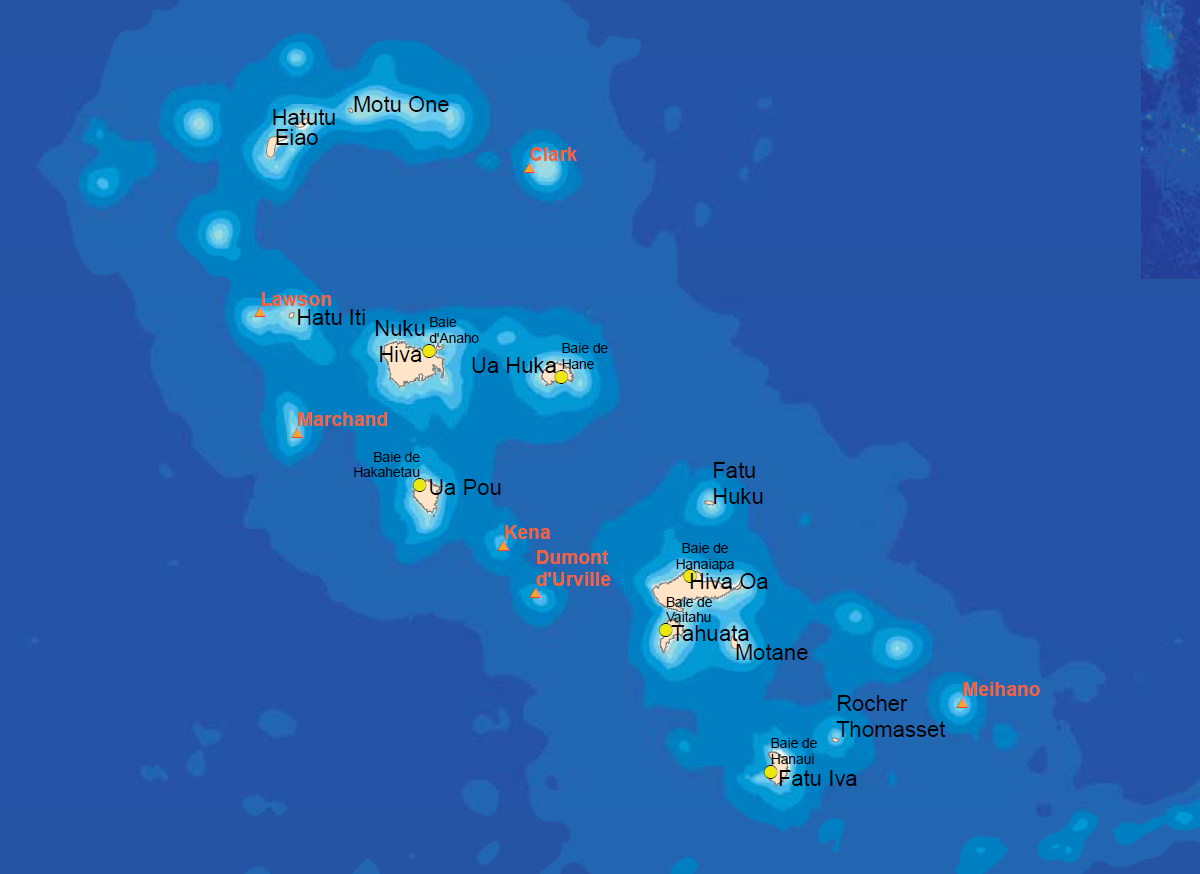 Motu One
Hatutu
Eiao
Clark
Lawson
Hatu Iti
Nuku
Hiva
Baie
d'Anaho
Ua Huka
Baie de
Hane
Marchand
Baie de
Hakahetau
Ua Pou
Fatu
Huku
Kena
Dumont
d'Urville
Baie de
Hanaiapa
Hiva Oa
Baie de
Vaitahu
Tahuata
Motane
Meihano
Rocher
Thomasset
Baie de
Hanaui
Fatu Iva